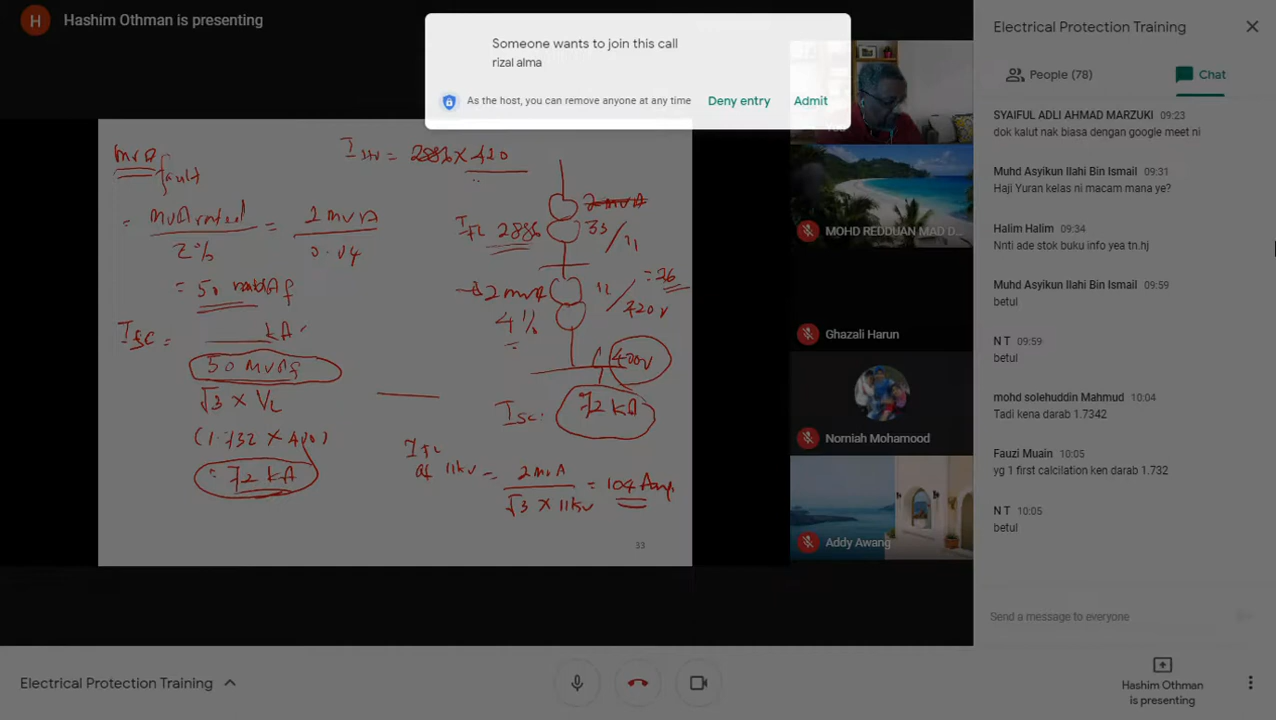 H Hashim Othman is presenting
Someone wants to join this call
rizal alma
As the host, you can remove anyone at any time
Deny entry
Admit
Electrical Protection Training
People (78)
Chat
SYAIFUL ADLI AHMAD MARZUKI 09:23
dok kalut nak biasa dengan google meet ni
Muhd Asyikun Ilahi Bin Ismail 09:31
Haji Yuran kelas ni macam mana ye?
Halim Halim 09:34
Nnti ade stok buku info yea tn.hj
Muhd Asyikun Ilahi Bin Ismail 09:59
betul
N T 09:59
betul
mohd solehuddin Mahmud 10:04
Tadi kena darab 1.7342
Fauzi Muain 10:05
yg 1 first calcilation ken darab 1.732
N T 10:05
betul
Send a message to everyone
MOHD REDDUAN MAD D...
Ghazali Harun
Norniah Mohamood
Addy Awang
MVA fault
= MVA rated / Z% = 2 MVA / 0.04
= 50 MVAf
Isc = kA
50 MVAf
√3 × VL
(1.732 × 400)
= 72 kA
2886 × 420
IFL 2886
2 MVA
33/11
2 MVA
11/420V
= 26
4%
400V
Isc = 72 kA
IFL at 11kV = 2 MVA / √3 × 11kV = 104 Amp
33
Electrical Protection Training
Hashim Othman
is presenting